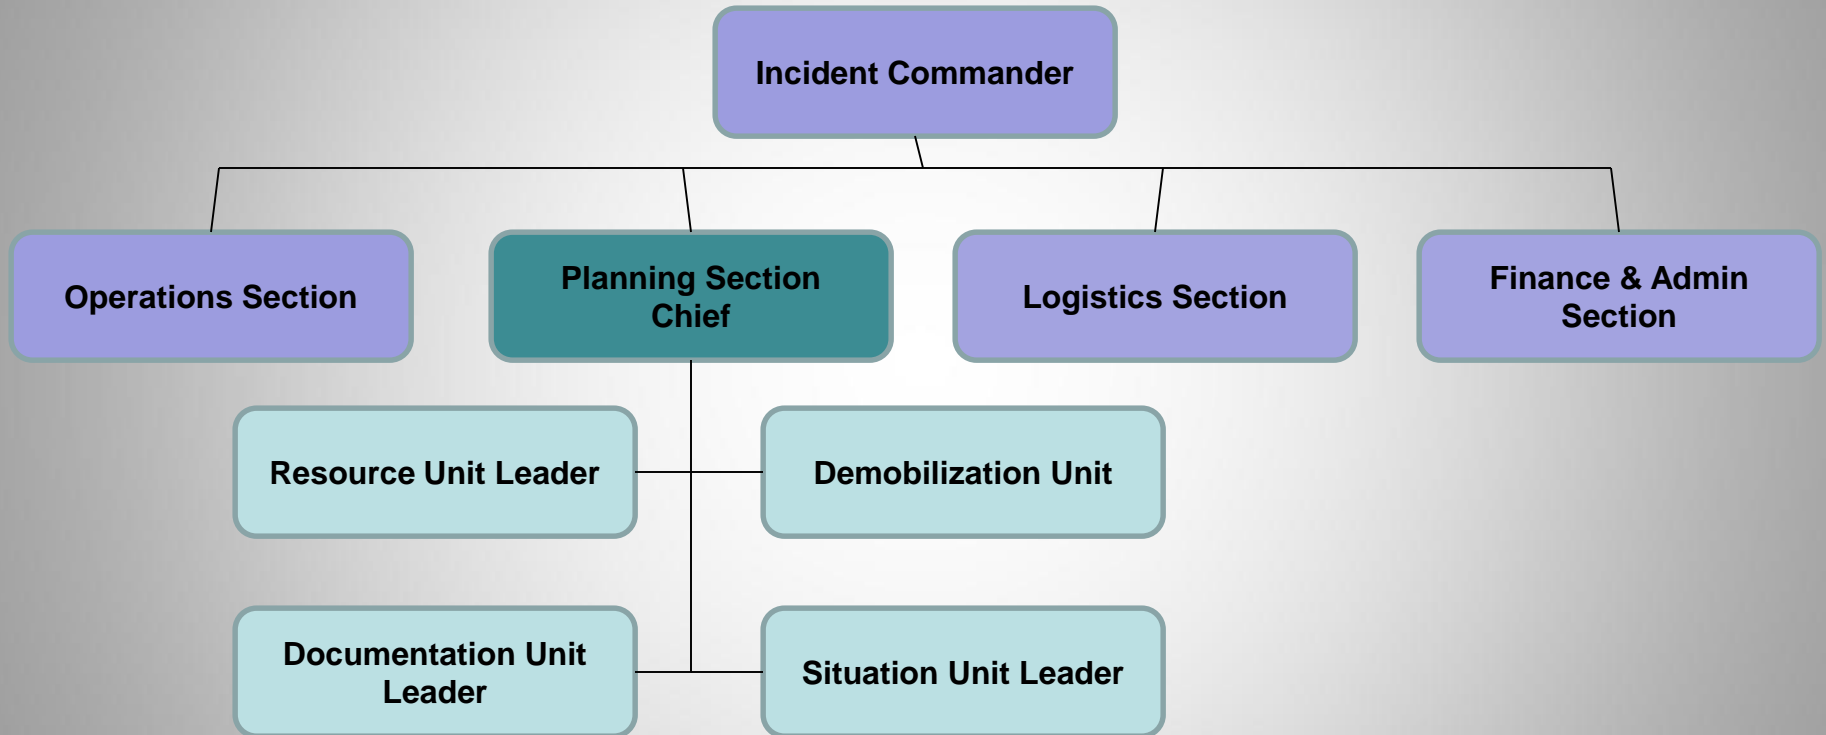 Incident Commander
Operations Section
Planning Section
Chief
Logistics Section
Finance & Admin
Section
Resource Unit Leader
Demobilization Unit
Documentation Unit
Leader
Situation Unit Leader